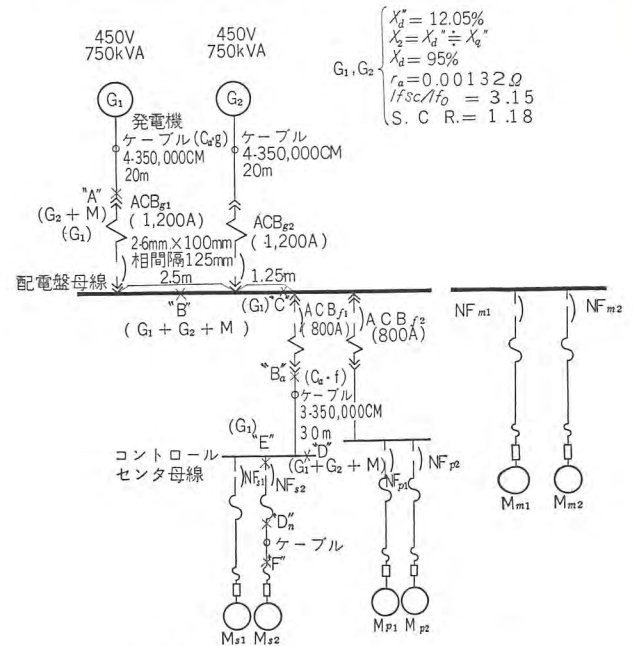 450V
750kVA
450V
750kVA
G1
G2
G1 , G2
Xd″= 12.05%
X2= Xd″≒ Xq″
Xd= 95%
ra=0.00132Ω
Ifsc/Ifo = 3.15
S. C R.= 1.18
発電機
ケーブル(Ca·g)
4-350,000CM
20m
ケーブル
4-350,000CM
20m
"A"
(G2 + M)
(G1)
ACBg1
( 1,200A)
ACBg2
( 1,200A)
2-6mm.×100mm
相間隔125mm
2.5m
1.25m
配電盤母線
"B"
( G1 + G2 + M )
(G1)"C"
ACBf1
(800A)
ACBf2
(800A)
NFm1
NFm2
"Ba"
(Ca·f)
ケーブル
3-350,000CM
30m
(G1)
"E"
"D"
(G1+G2 + M)
コントロール
センタ母線
NFs1
NFs2
NFp1
NFp2
"Dn"
ケーブル
"F"
Mm1
Mm2
Ms1
Ms2
Mp1
Mp2